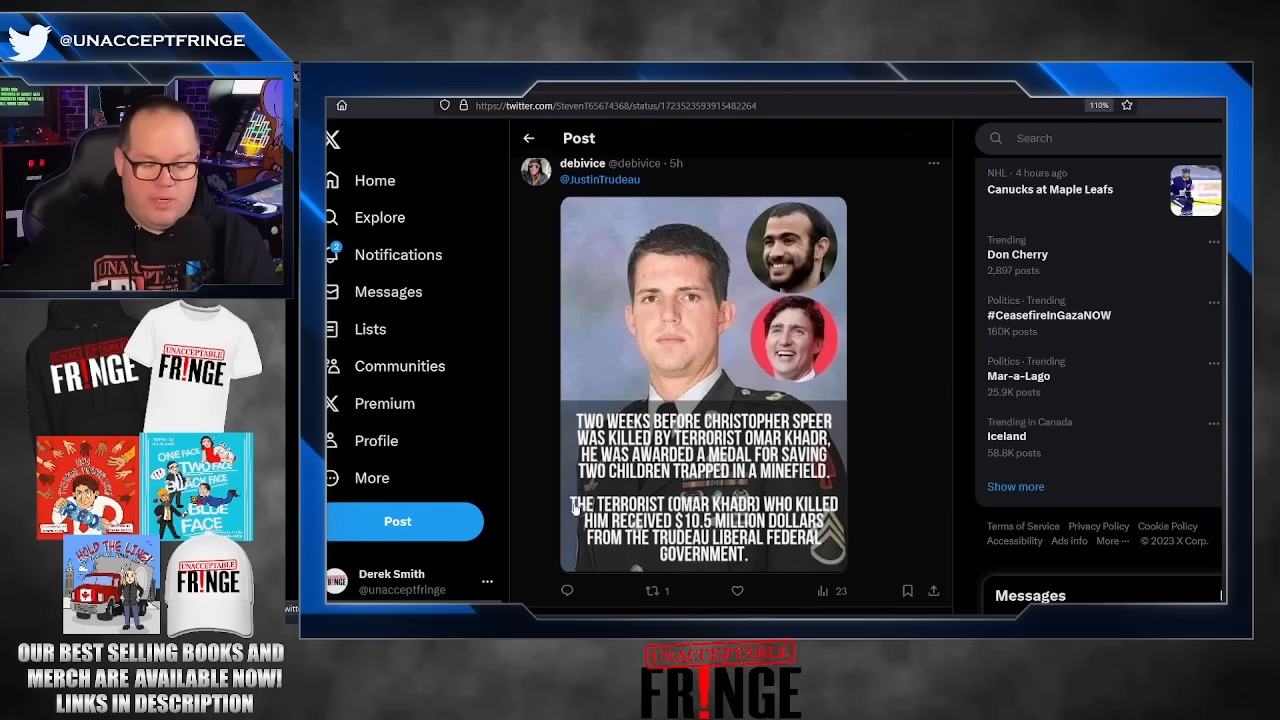 @UNACCEPTFRINGE
UNACCEPTABLE
FR!NGE
UNACCEPTABLE
FR!NGE
ONE FACE
TWO FACE
BLACK FACE
BLUE
FACE
HOLD THE LINE!
UNACCEPTABLE
FR!NGE
OUR BEST SELLING BOOKS AND
MERCH ARE AVAILABLE NOW!
LINKS IN DESCRIPTION
https://twitter.com/StevenT65674368/status/1723523593915482264
110%
X
Home
Explore
2
Notifications
Messages
Lists
Communities
Premium
Profile
More
Post
Derek Smith
@unacceptfringe
Post
debivice @debivice · 5h
@JustinTrudeau
TWO WEEKS BEFORE CHRISTOPHER SPEER
WAS KILLED BY TERRORIST OMAR KHADR,
HE WAS AWARDED A MEDAL FOR SAVING
TWO CHILDREN TRAPPED IN A MINEFIELD.
THE TERRORIST (OMAR KHADR) WHO KILLED
HIM RECEIVED $10.5 MILLION DOLLARS
FROM THE TRUDEAU LIBERAL FEDERAL
GOVERNMENT.
1
23
Search
NHL · 4 hours ago
Canucks at Maple Leafs
Trending
Don Cherry
2,897 posts
Politics · Trending
#CeasefireInGazaNOW
160K posts
Politics · Trending
Mar-a-Lago
25.9K posts
Trending in Canada
Iceland
58.8K posts
Show more
Terms of Service Privacy Policy Cookie Policy
Accessibility Ads info More ··· © 2023 X Corp.
Messages
UNACCEPTABLE
FR!NGE